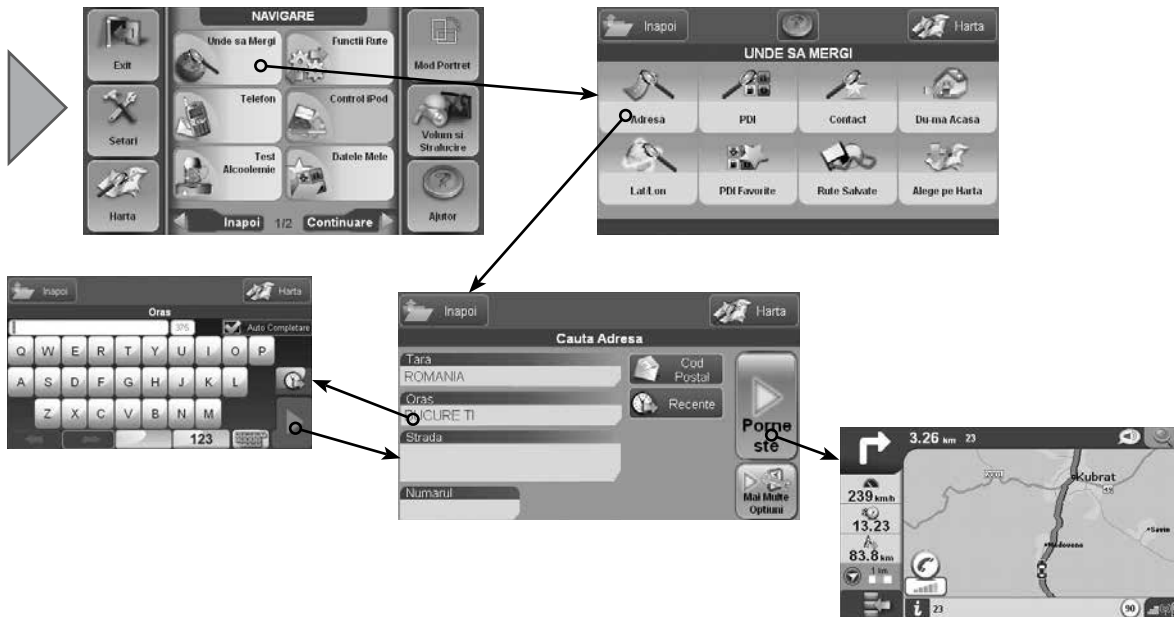 NAVIGARE
Exit
Unde sa Mergi
Functii Rute
Mod Portret
Setari
Telefon
Control iPod
Volum si
Stralucire
Harta
Test
Alcoolemie
Datele Mele
Ajutor
Inapoi 1/2 Continuare
Inapoi
Harta
UNDE SA MERGI
Adresa
PDI
Contact
Du-ma Acasa
Lat/Lon
PDI Favorite
Rute Salvate
Alege pe Harta
Inapoi
Harta
Oras
375
Auto Completare
Q W E R T Y U I O P
A S D F G H J K L
Z X C V B N M
123
Inapoi
Harta
Cauta Adresa
Tara
ROMANIA
Cod
Postal
Oras
BUCURE TI
Recente
Strada
Porne
ste
Numarul
Mai Multe
Optiuni
3.26 km 23
239 km/h
13.23
83.8 km
1 km
Kubrat
i 23
90